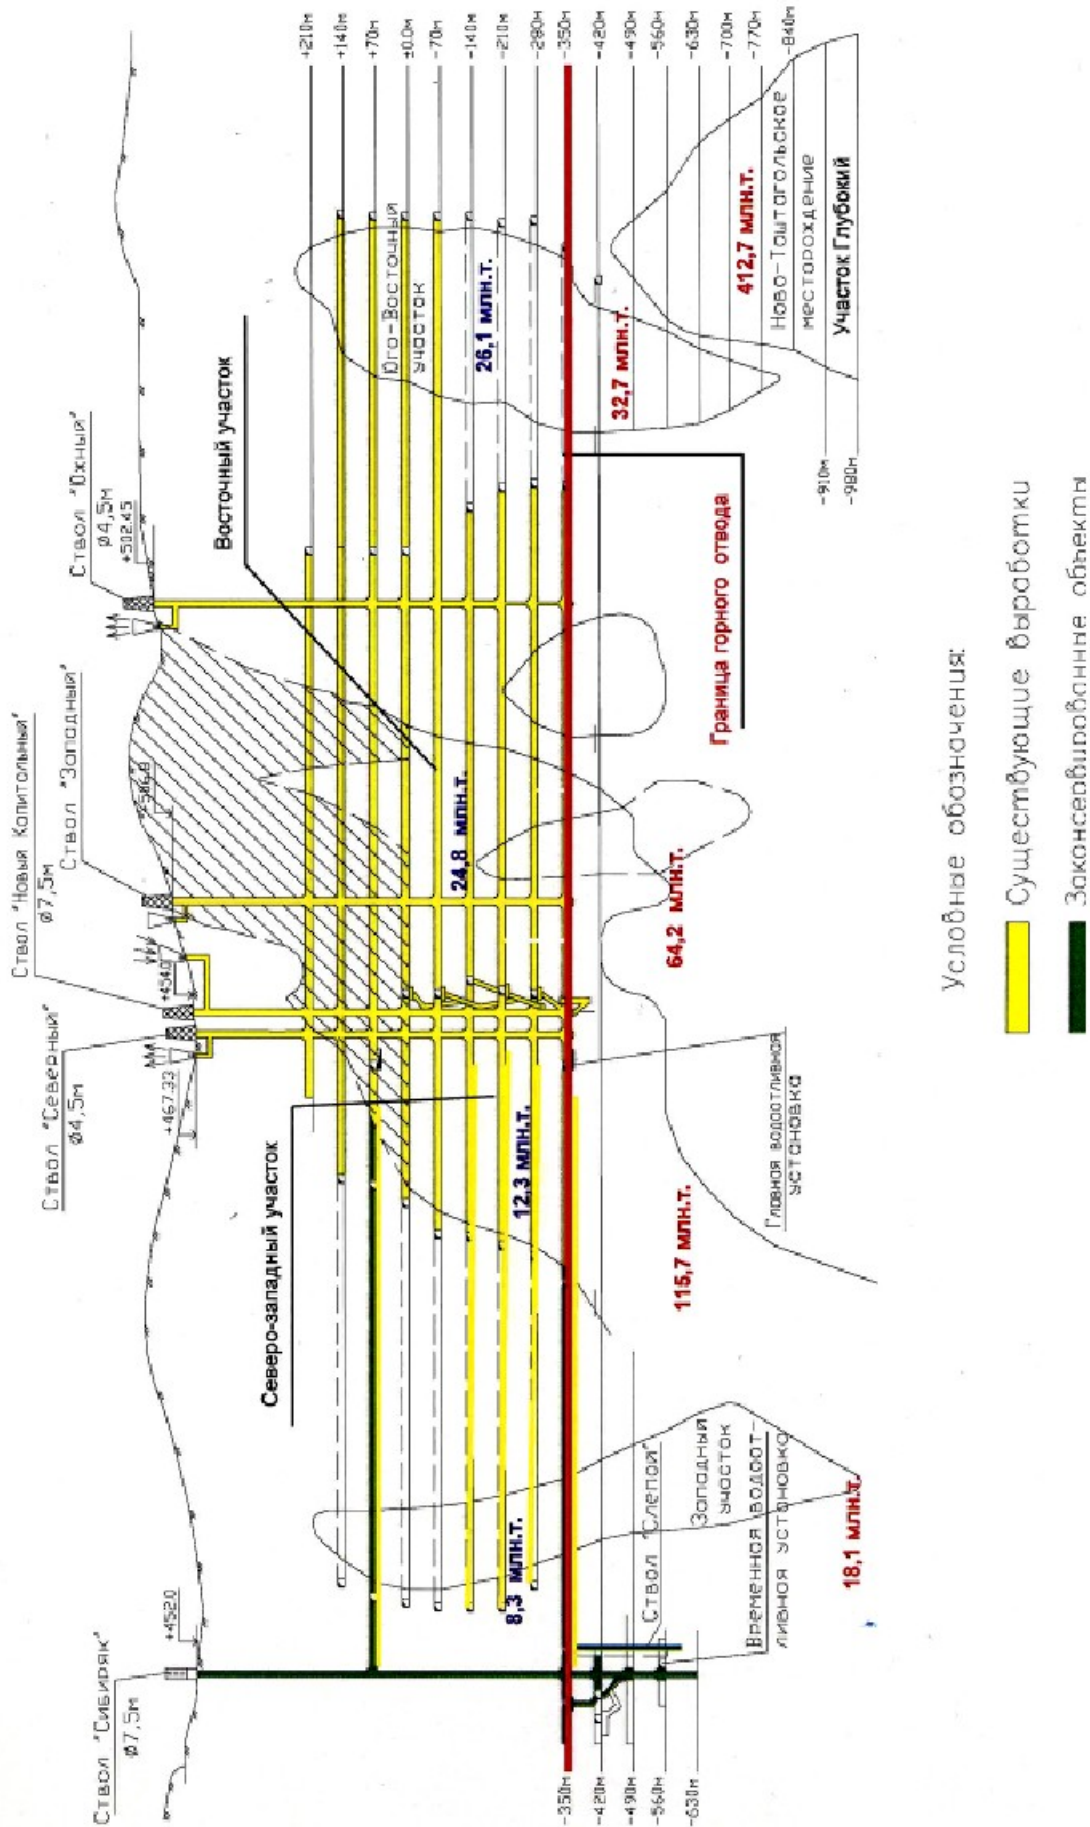 Ствол "Сибиряк"
ø7,5м
+452.0
Ствол "Северный"
ø4,5м
+467.33
Ствол "Новый Капитальный"
ø7,5м
+454.0
Ствол "Западный"
Ствол "Южный"
ø4,5м
+502.45
Восточный участок
Северо-западный участок
Юго-Восточный
участок
+210м
+140м
+70м
±0.0м
-70м
-140м
-210м
-280м
-350м
-420м
-490м
-560м
-630м
-700м
-770м
-840м
-910м
-980м
8,3 млн.т.
12,3 млн.т.
24,8 млн.т.
26,1 млн.т.
32,7 млн.т.
412,7 млн.т.
Ново-Таштагольское
месторождение
Участок Глубокий
Граница горного отвода
64,2 млн.т.
115,7 млн.т.
Главная водоотливная
установка
Ствол "Слепой"
Западный
участок
Временная водоот-
ливная установка
18,1 млн.т.
-350м
-420м
-490м
-560м
-630м
Условные обозначения:
Существующие выработки
Законсервированне объекты